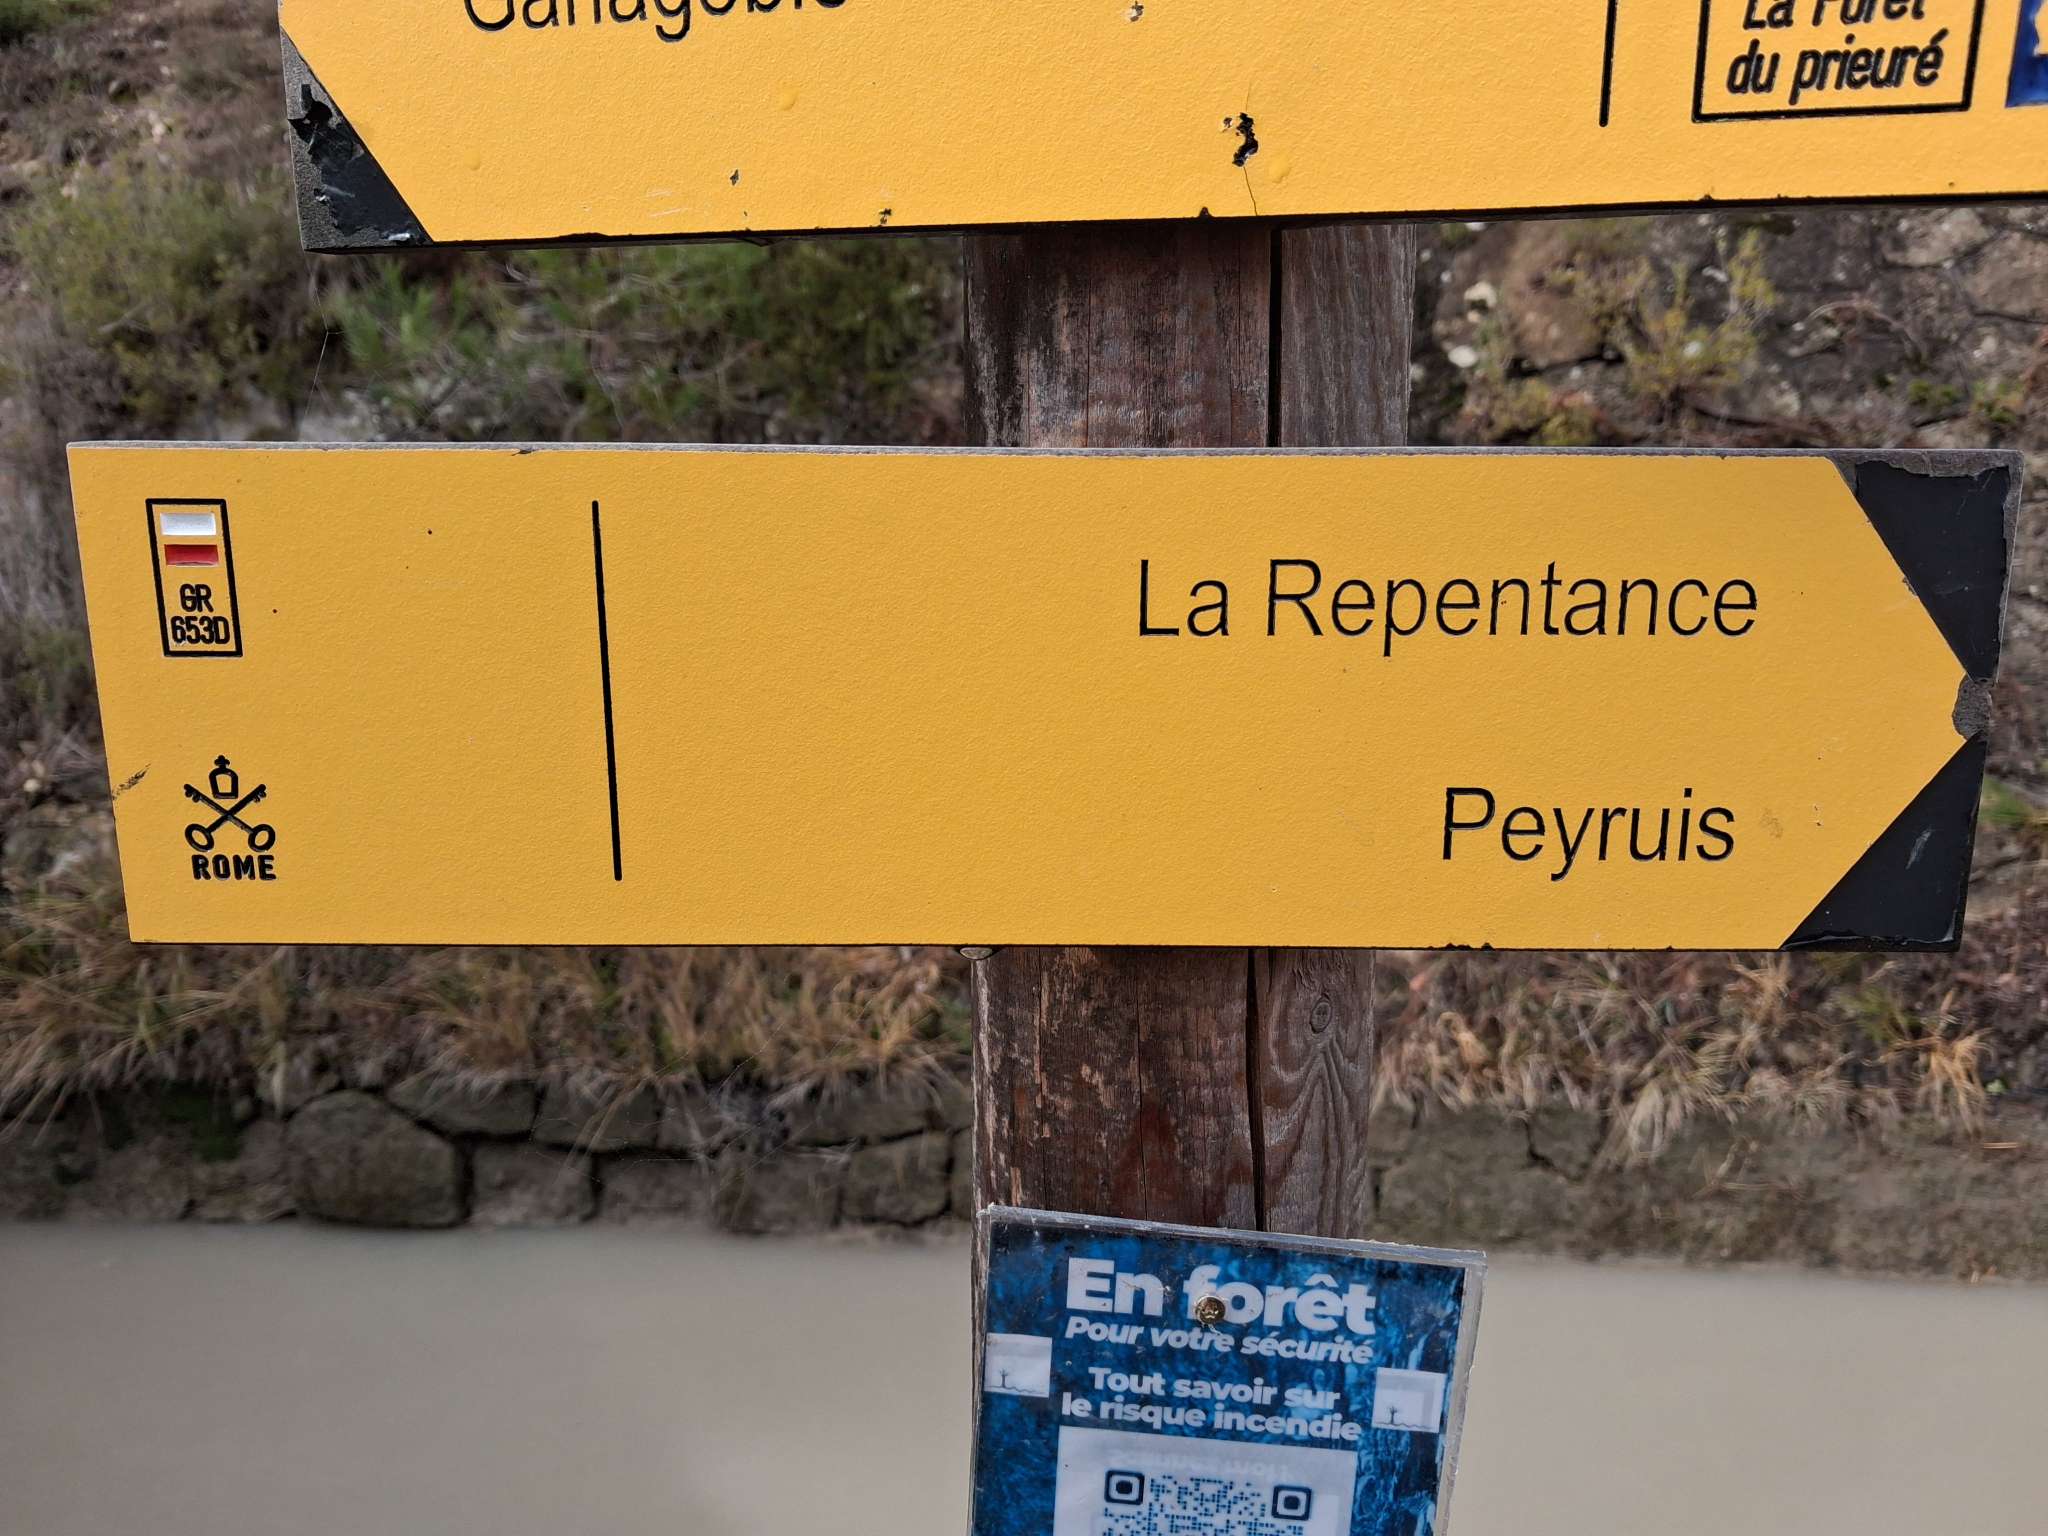 Ganagobie
La Forêt
du prieuré
La Repentance
GR
653D
Peyruis
ROME
En forêt
Pour votre sécurité
Tout savoir sur
le risque incendie